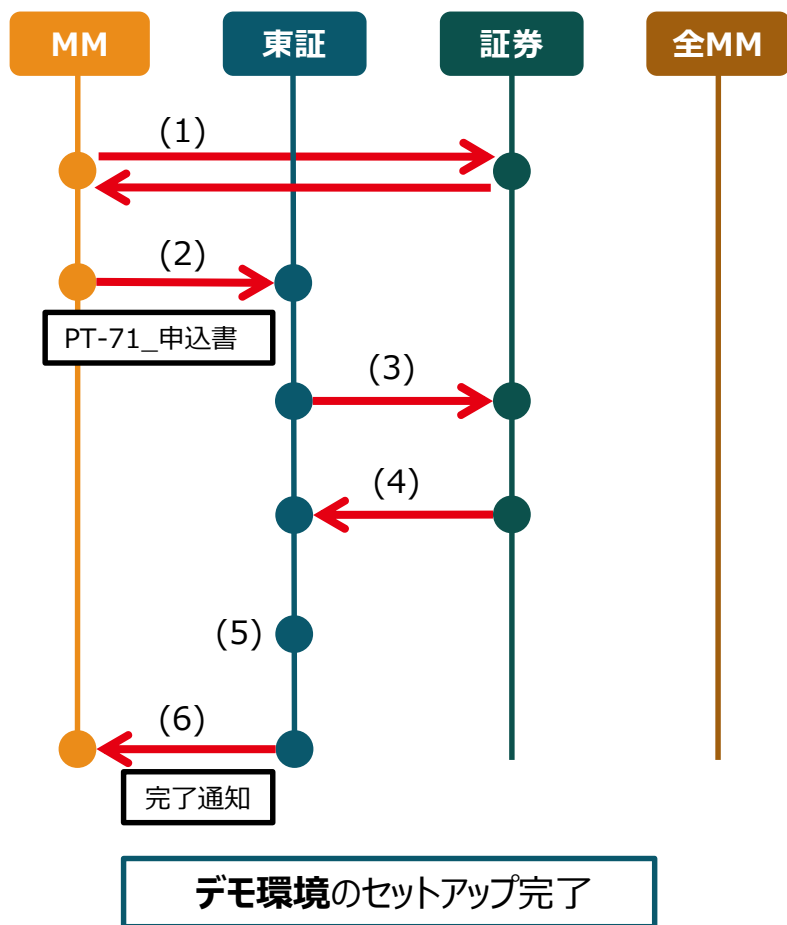 MM
東証
証券
全MM
(1)
(2)
PT-71_申込書
(3)
(4)
(5)
(6)
完了通知
デモ環境のセットアップ完了